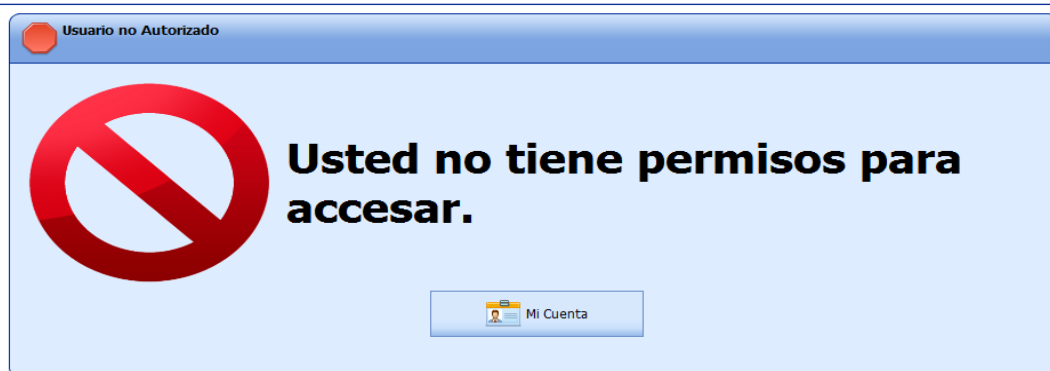 Usuario no Autorizado
Usted no tiene permisos para
accesar.
Mi Cuenta